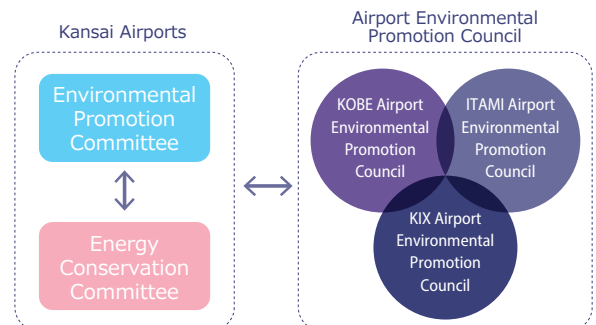 Kansai Airports
Environmental
Promotion
Committee
Energy
Conservation
Committee
Airport Environmental
Promotion Council
KOBE Airport
Environmental
Promotion
Council
ITAMI Airport
Environmental
Promotion
Council
KIX Airport
Environmental
Promotion
Council